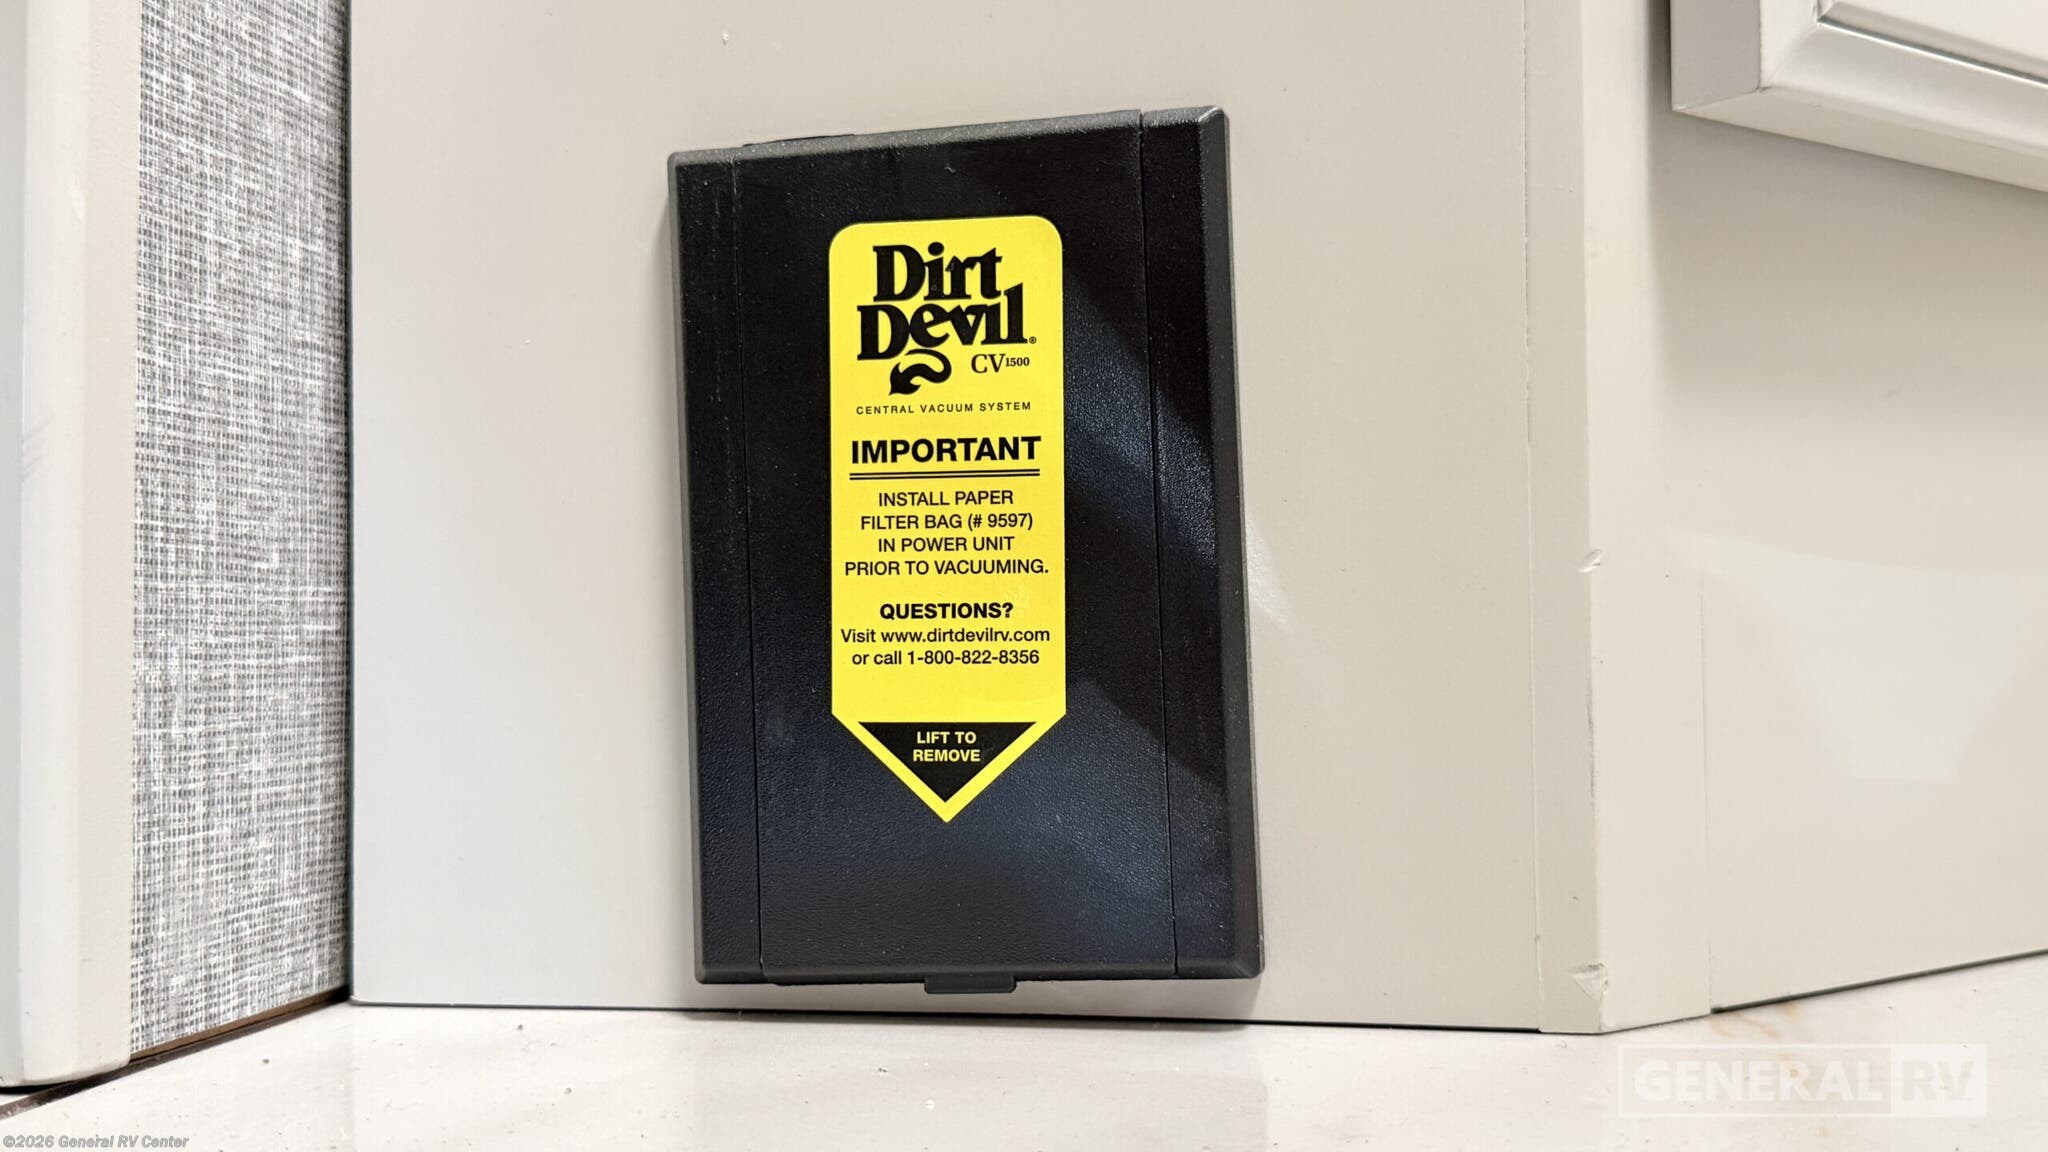 Dirt
Devil®
CV1500
CENTRAL VACUUM SYSTEM
IMPORTANT
INSTALL PAPER
FILTER BAG (# 9597)
IN POWER UNIT
PRIOR TO VACUUMING.
QUESTIONS?
Visit www.dirtdevilrv.com
or call 1-800-822-8356
LIFT TO
REMOVE
GENERAL RV
©2026 General RV Center